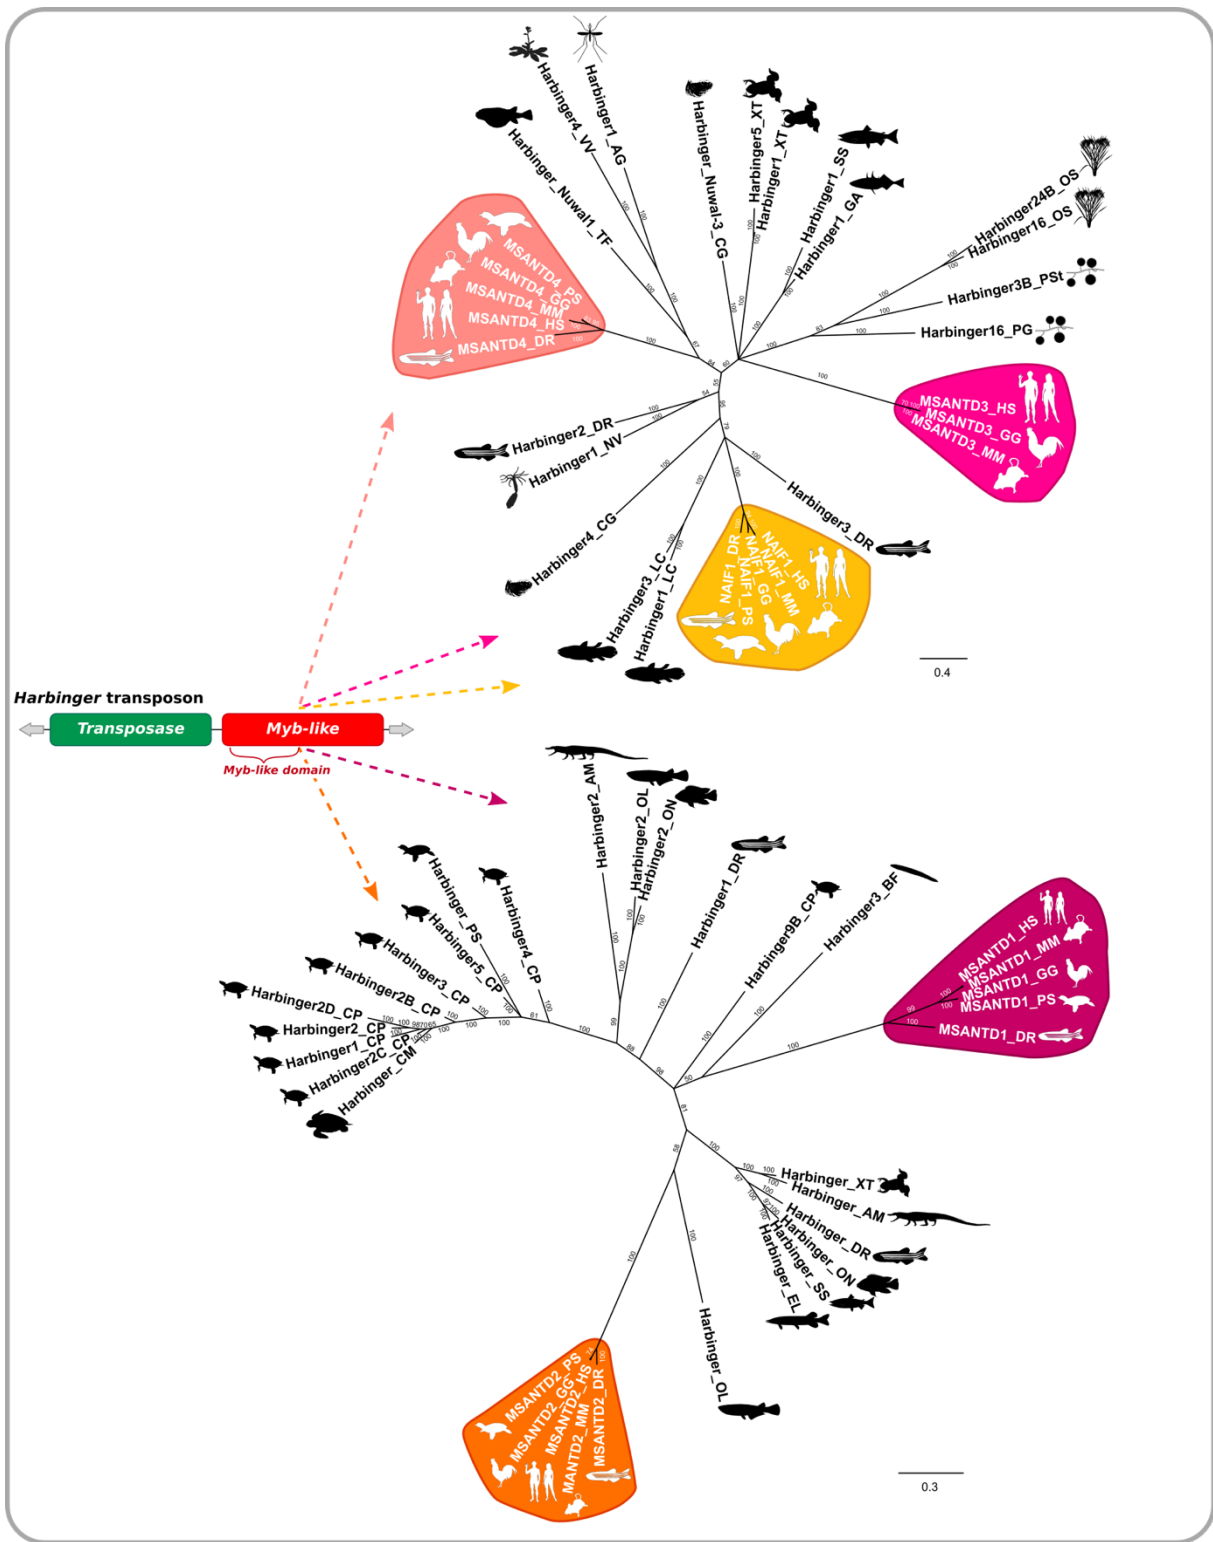 Harbinger4_VV
Harbinger1_AG
Harbinger_Nuwal1_TF
Harbinger_Nuwal-3_CG
Harbinger5_XT
Harbinger1_XT
Harbinger1_SS
Harbinger1_GA
Harbinger24B_OS
Harbinger16_OS
Harbinger3B_PSt
Harbinger16_PG
MSANTD4_PS
MSANTD4_GG
MSANTD4_MM
MSANTD4_HS
MSANTD4_DR
MSANTD3_HS
MSANTD3_GG
MSANTD3_MM
Harbinger2_DR
Harbinger1_NV
Harbinger4_CG
Harbinger3_LC
Harbinger1_LC
Harbinger3_DR
NAIF1_HS
NAIF1_MM
NAIF1_GG
NAIF1_PS
NAIF1_DR
0.4
Harbinger transposon
Transposase
Myb-like
Myb-like domain
Harbinger2_AM
Harbinger2_OL
Harbinger2_ON
Harbinger1_DR
Harbinger9B_CP
Harbinger3_BF
Harbinger_PS
Harbinger4_CP
Harbinger5_CP
Harbinger3_CP
Harbinger2B_CP
Harbinger2D_CP
Harbinger2_CP
Harbinger1_CP
Harbinger2C_CP
Harbinger_CM
MSANTD1_HS
MSANTD1_MM
MSANTD1_GG
MSANTD1_PS
MSANTD1_DR
Harbinger_XT
Harbinger_AM
Harbinger_DR
Harbinger_ON
Harbinger_SS
Harbinger_EL
Harbinger_OL
MSANTD2_PS
MSANTD2_GG
MSANTD2_HS
MANTD2_MM
MSANTD2_DR
0.3